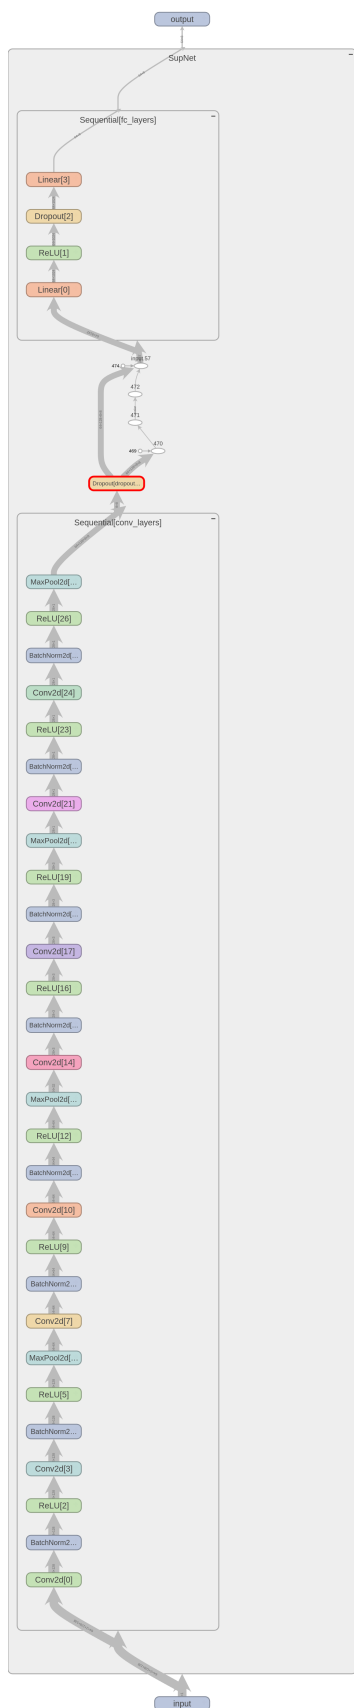 output
SupNet
Sequential[fc_layers]
Linear[3]
Dropout[2]
ReLU[1]
Linear[0]
input.57
474
472
471
470
469
Dropout[dropout...
Sequential[conv_layers]
MaxPool2d[...
ReLU[26]
BatchNorm2d[...
Conv2d[24]
ReLU[23]
BatchNorm2d[...
Conv2d[21]
MaxPool2d[...
ReLU[19]
BatchNorm2d[...
Conv2d[17]
ReLU[16]
BatchNorm2d[...
Conv2d[14]
MaxPool2d[...
ReLU[12]
BatchNorm2d[...
Conv2d[10]
ReLU[9]
BatchNorm2...
Conv2d[7]
MaxPool2d[...
ReLU[5]
BatchNorm2...
Conv2d[3]
ReLU[2]
BatchNorm2...
Conv2d[0]
input